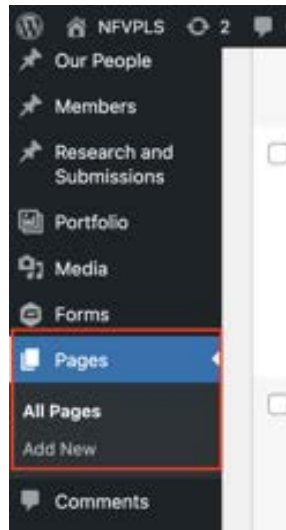 NFVPLS 2
Our People
Members
Research and
Submissions
Portfolio
Media
Forms
Pages
All Pages
Add New
Comments